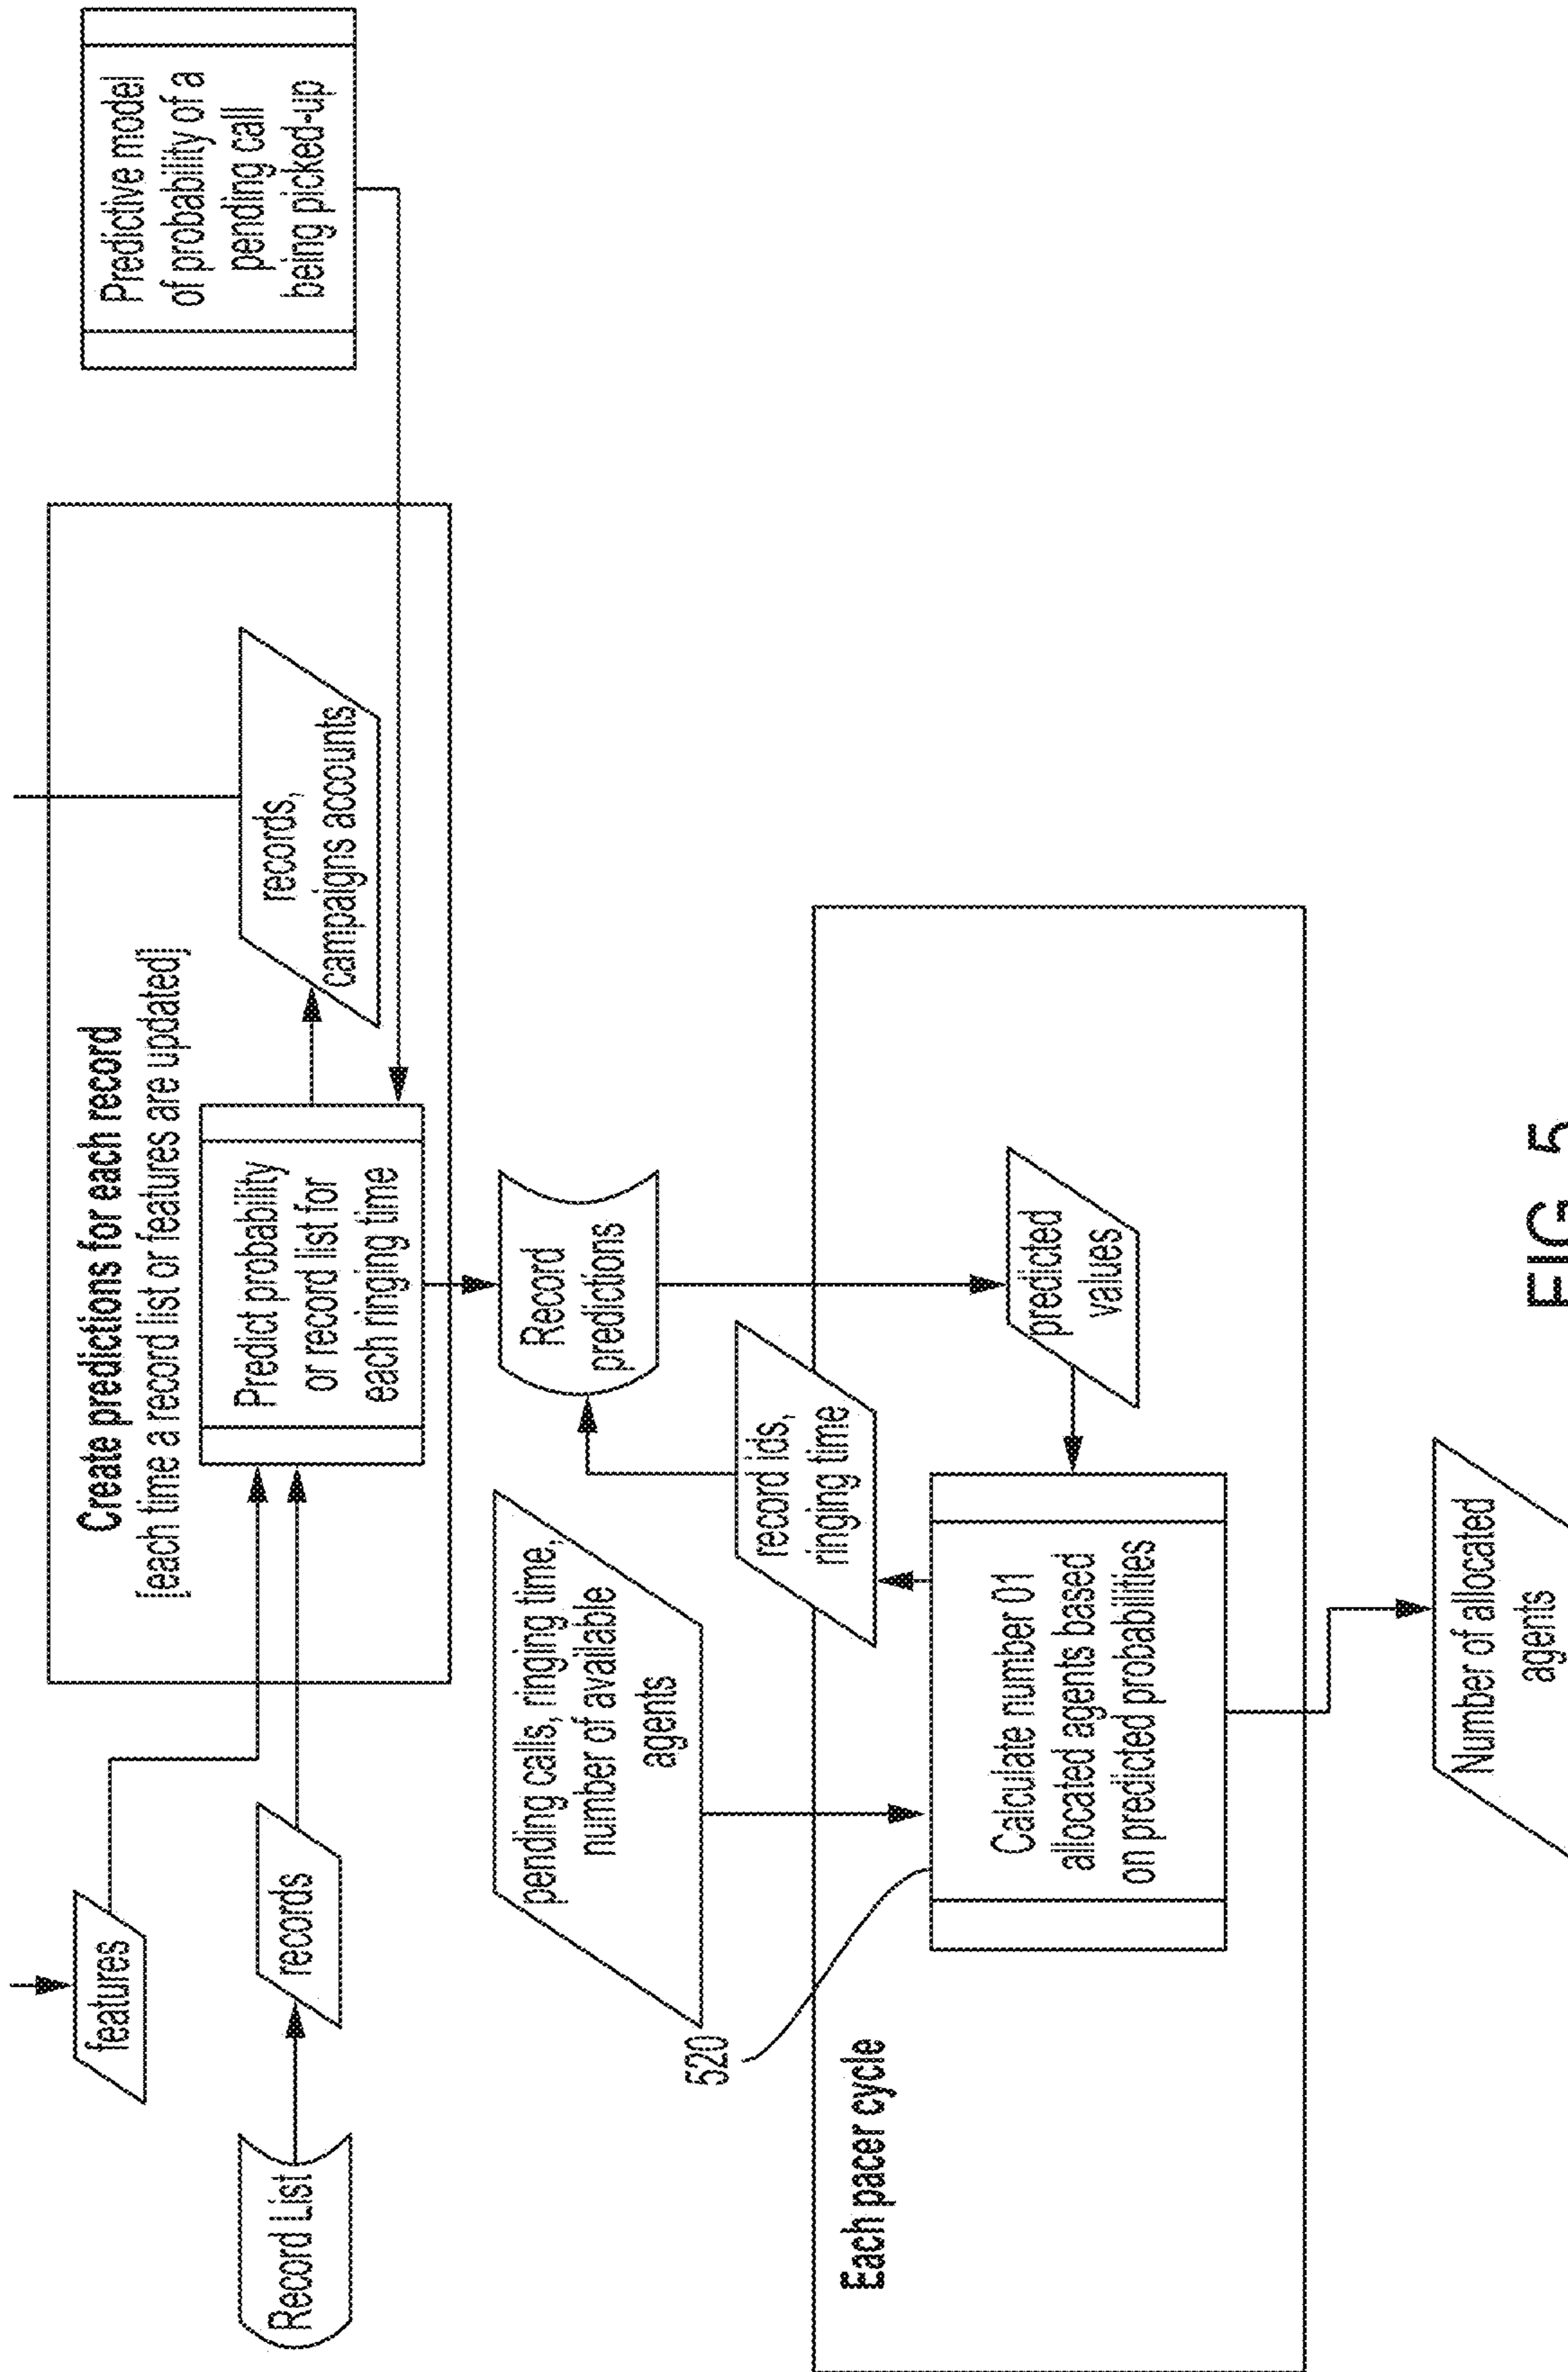 features
Record List
records
Create predictions for each record
[each time a record list or features are updated]
Predict probability
or record list for
each ringing time
records,
campaigns accounts
Predictive model
of probability of a
pending call
being picked-up
pending calls, ringing time,
number of available
agents
record ids,
ringing time
Record
predictions
520
Each pacer cycle
Calculate number 01
allocated agents based
on predicted probabilities
predicted
values
Number of allocated
agents
FIG. 5